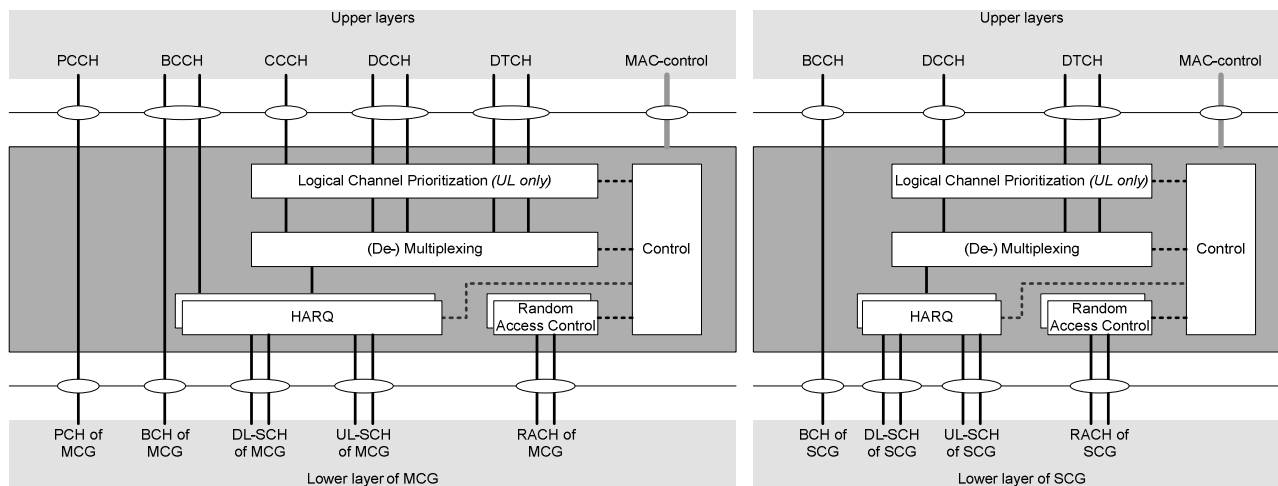 Upper layers
PCCH BCCH CCCH DCCH DTCH MAC-control
Logical Channel Prioritization (UL only)
(De-) Multiplexing
Control
HARQ
Random
Access Control
PCH of
MCG
BCH of
MCG
DL-SCH
of MCG
UL-SCH
of MCG
RACH of
MCG
Lower layer of MCG
Upper layers
BCCH DCCH DTCH MAC-control
Logical Channel Prioritization (UL only)
(De-) Multiplexing
Control
HARQ
Random
Access Control
BCH of
SCG
DL-SCH
of SCG
UL-SCH
of SCG
RACH of
SCG
Lower layer of SCG